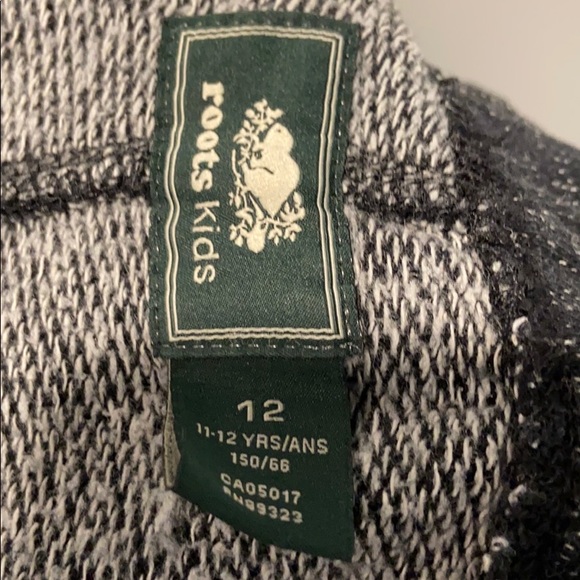 roots kids
12
11-12 YRS/ANS
150/66
CA05017
RN99323